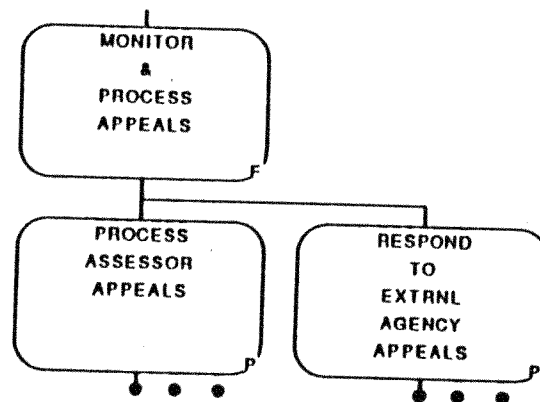 MONITOR
&
PROCESS
APPEALS
F
PROCESS
ASSESSOR
APPEALS
P
RESPOND
TO
EXTRNL
AGENCY
APPEALS
P